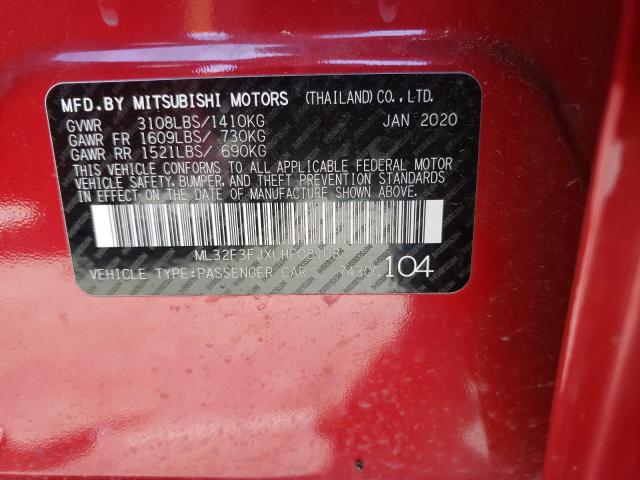 MFD.BY MITSUBISHI MOTORS (THAILAND)CO.,LTD.
GVWR 3108LBS/1410KG JAN 2020
GAWR FR 1609LBS/ 730KG
GAWR RR 1521LBS/ 690KG
THIS VEHICLE CONFORMS TO ALL APPLICABLE FEDERAL MOTOR
VEHICLE SAFETY, BUMPER, AND THEFT PREVENTION STANDARDS
IN EFFECT ON THE DATE OF MANUFACTURE SHOWN ABOVE.
ML32F3FJXLHF08108
VEHICLE TYPE:PASSENGER CAR 7430C 104